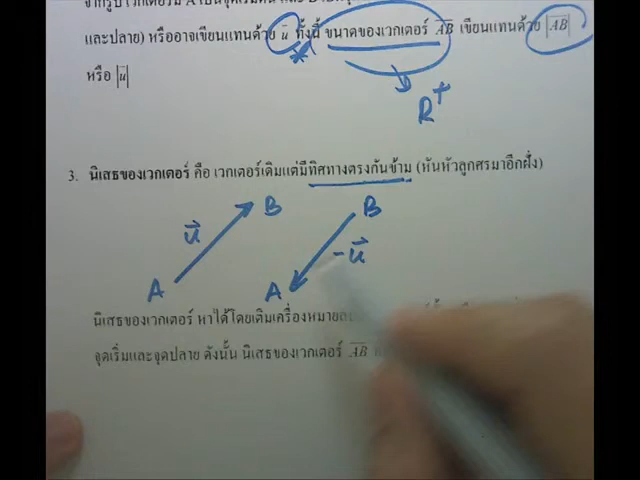 และปลาย) หรืออาจเขียนแทนด้วย u ทั้งนี้ ขนาดของเวกเตอร์ AB เขียนแทนด้วย |AB|
หรือ |u|
R+
3. นิเสธของเวกเตอร์ คือ เวกเตอร์เดิมแต่มีทิศทางตรงกันข้าม (หันหัวลูกศรมาอีกฝั่ง)
u B B
-u
A A
นิเสธของเวกเตอร์ หาได้โดยเติมเครื่องหมาย
จุดเริ่มและจุดปลาย ดังนั้น นิเสธของเวกเตอร์ AB